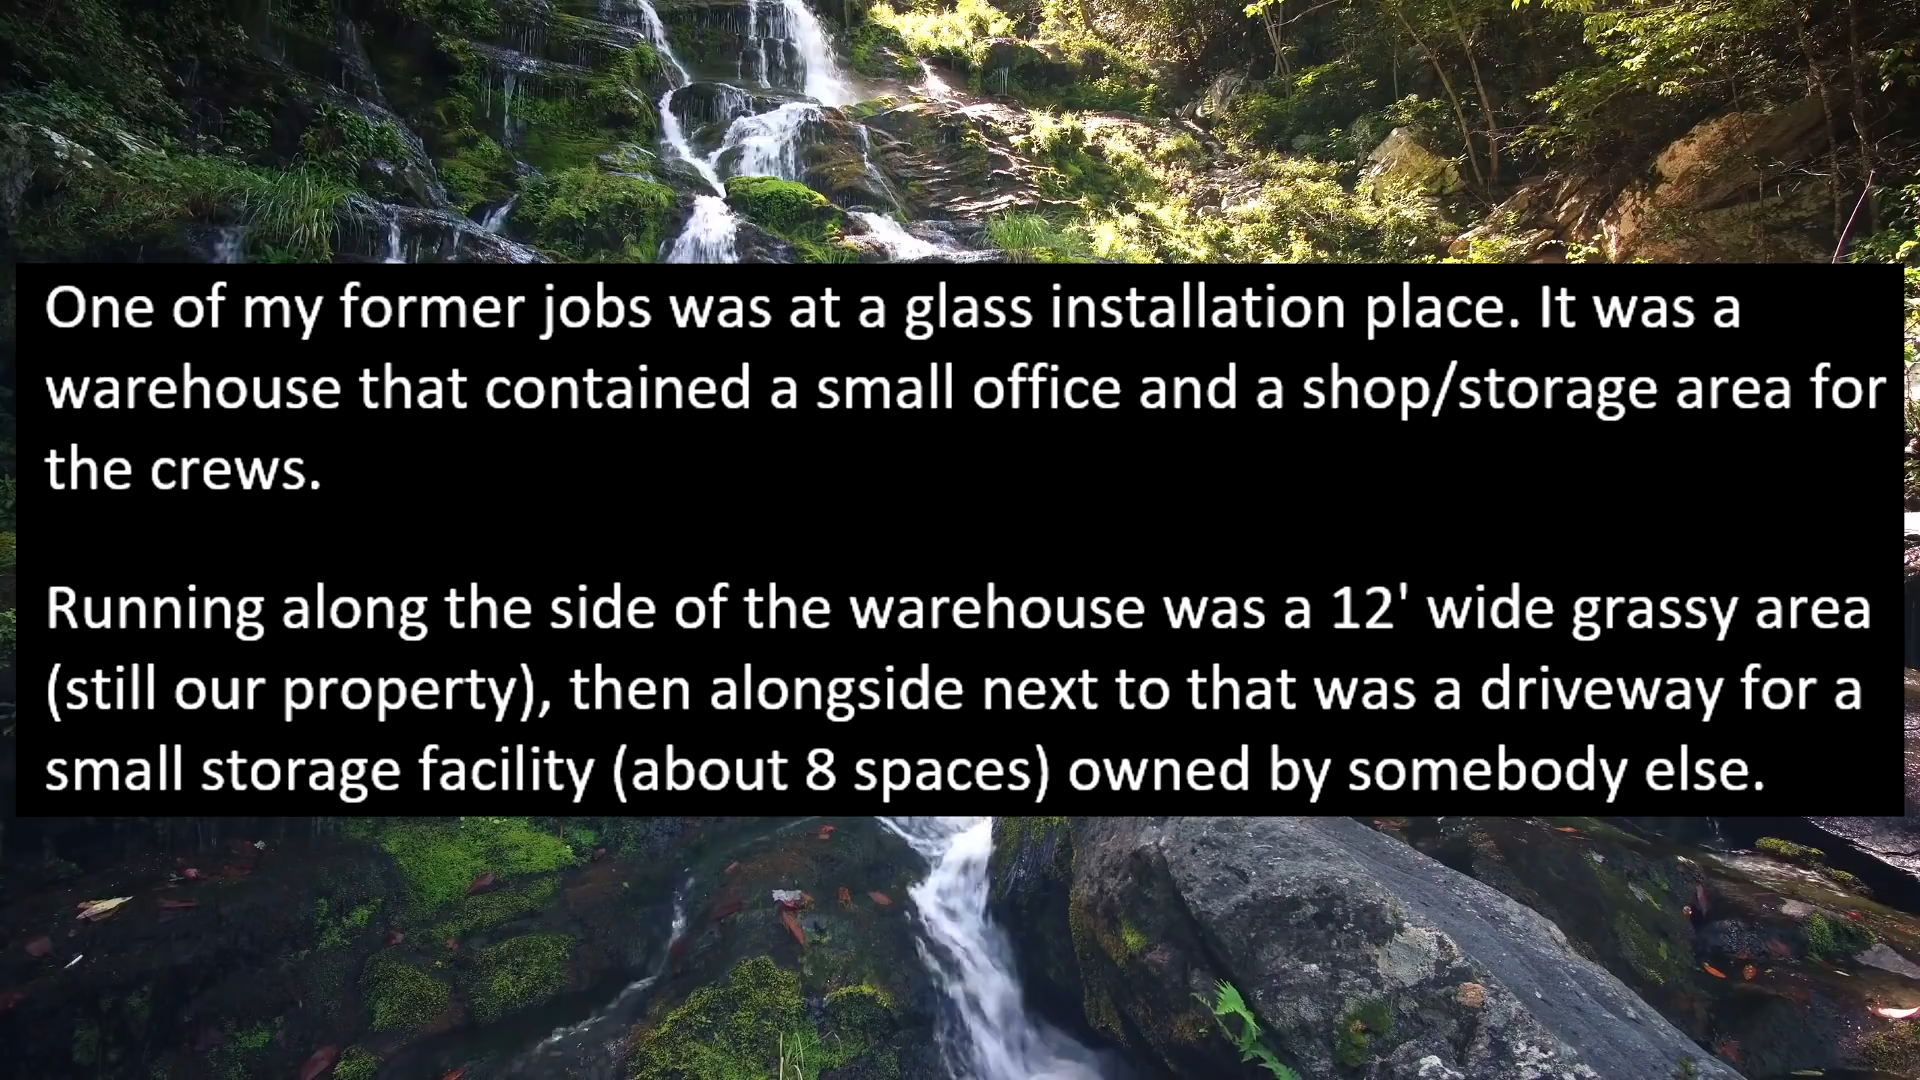 One of my former jobs was at a glass installation place. It was a
warehouse that contained a small office and a shop/storage area for
the crews.
Running along the side of the warehouse was a 12' wide grassy area
(still our property), then alongside next to that was a driveway for a
small storage facility (about 8 spaces) owned by somebody else.